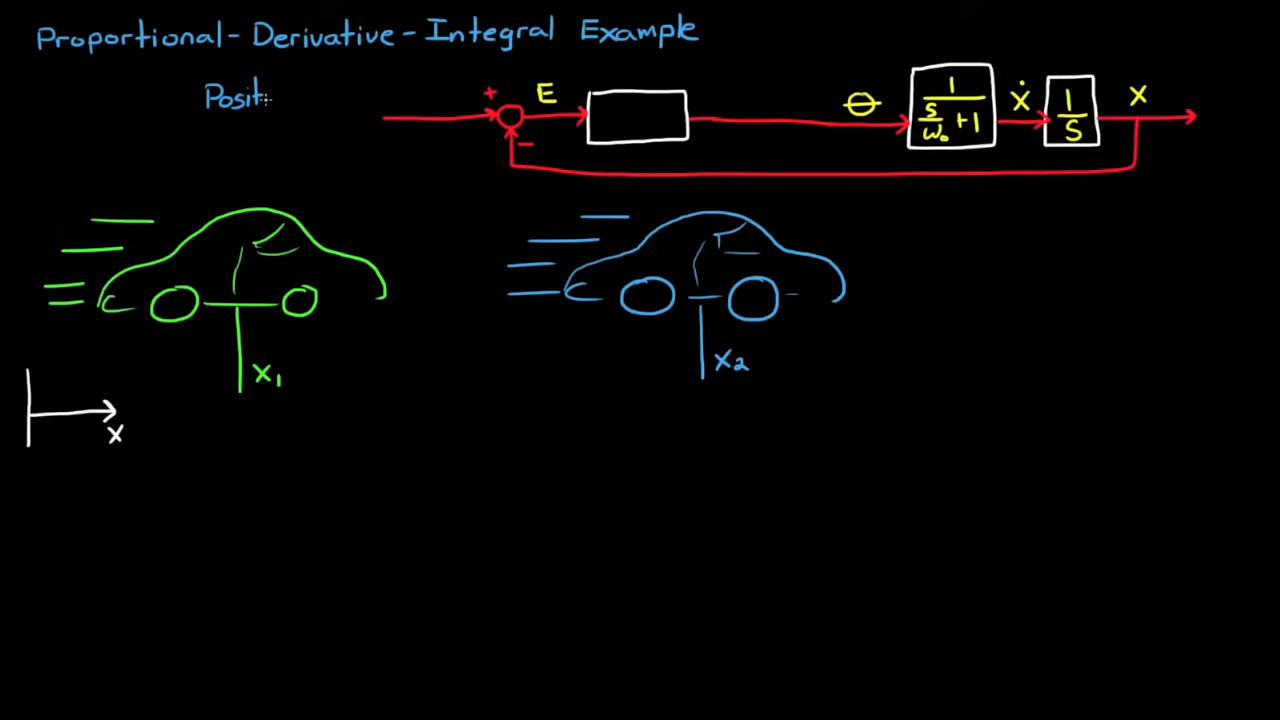 Proportional-Derivative-Integral Example
Posit
+ E Θ 1 / (S/ω₀ + 1) Ẋ 1/S X
−
X₁
X₂
X